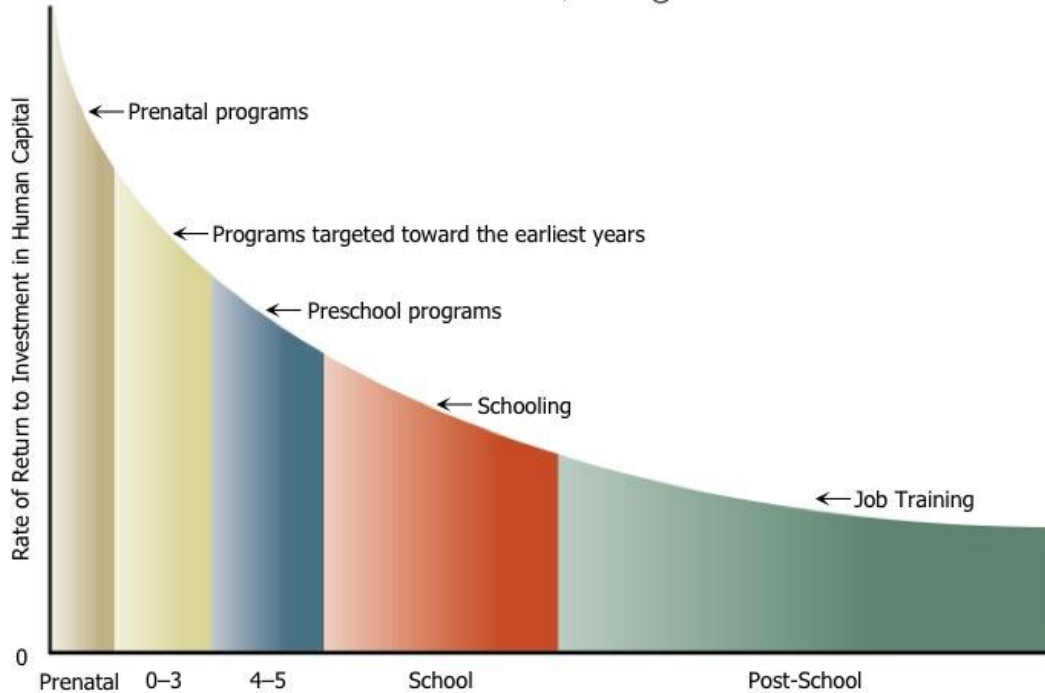 Prenatal programs
Programs targeted toward the earliest years
Preschool programs
Schooling
Job Training
Rate of Return to Investment in Human Capital
0
Prenatal 0–3 4–5 School Post-School